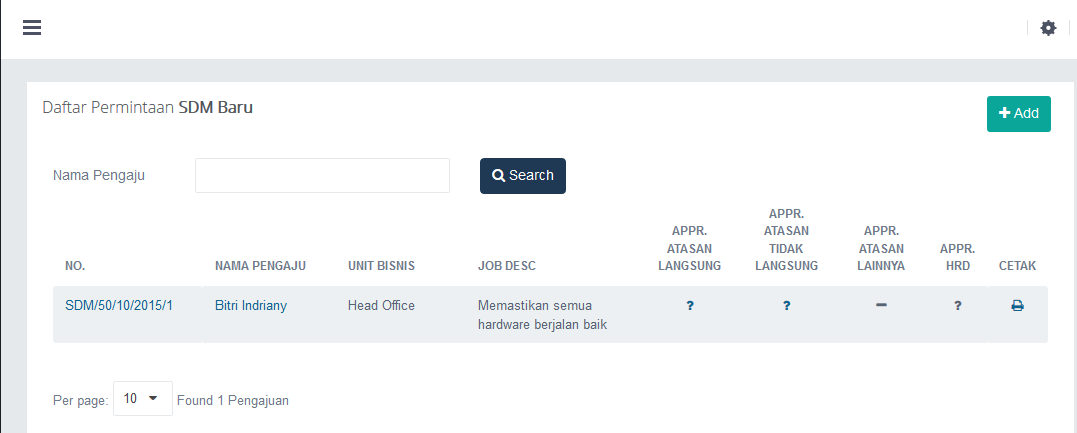 Daftar Permintaan SDM Baru
+ Add
Nama Pengaju
Search
NO.
NAMA PENGAJU
UNIT BISNIS
JOB DESC
APPR.
ATASAN
LANGSUNG
APPR.
ATASAN
TIDAK
LANGSUNG
APPR.
ATASAN
LAINNYA
APPR.
HRD
CETAK
SDM/50/10/2015/1
Bitri Indriany
Head Office
Memastikan semua
hardware berjalan baik
?
?
–
?
Per page:
10
Found 1 Pengajuan